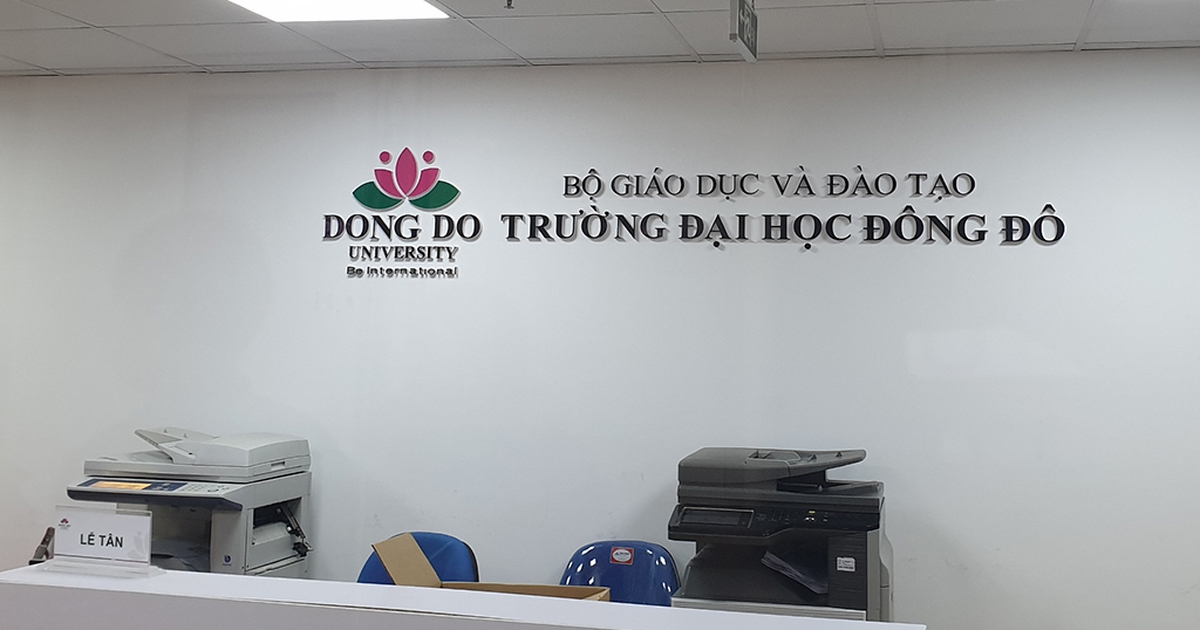 BỘ GIÁO DỤC VÀ ĐÀO TẠO
TRƯỜNG ĐẠI HỌC ĐÔNG ĐÔ
DONG DO
UNIVERSITY
Be International
LỄ TÂN